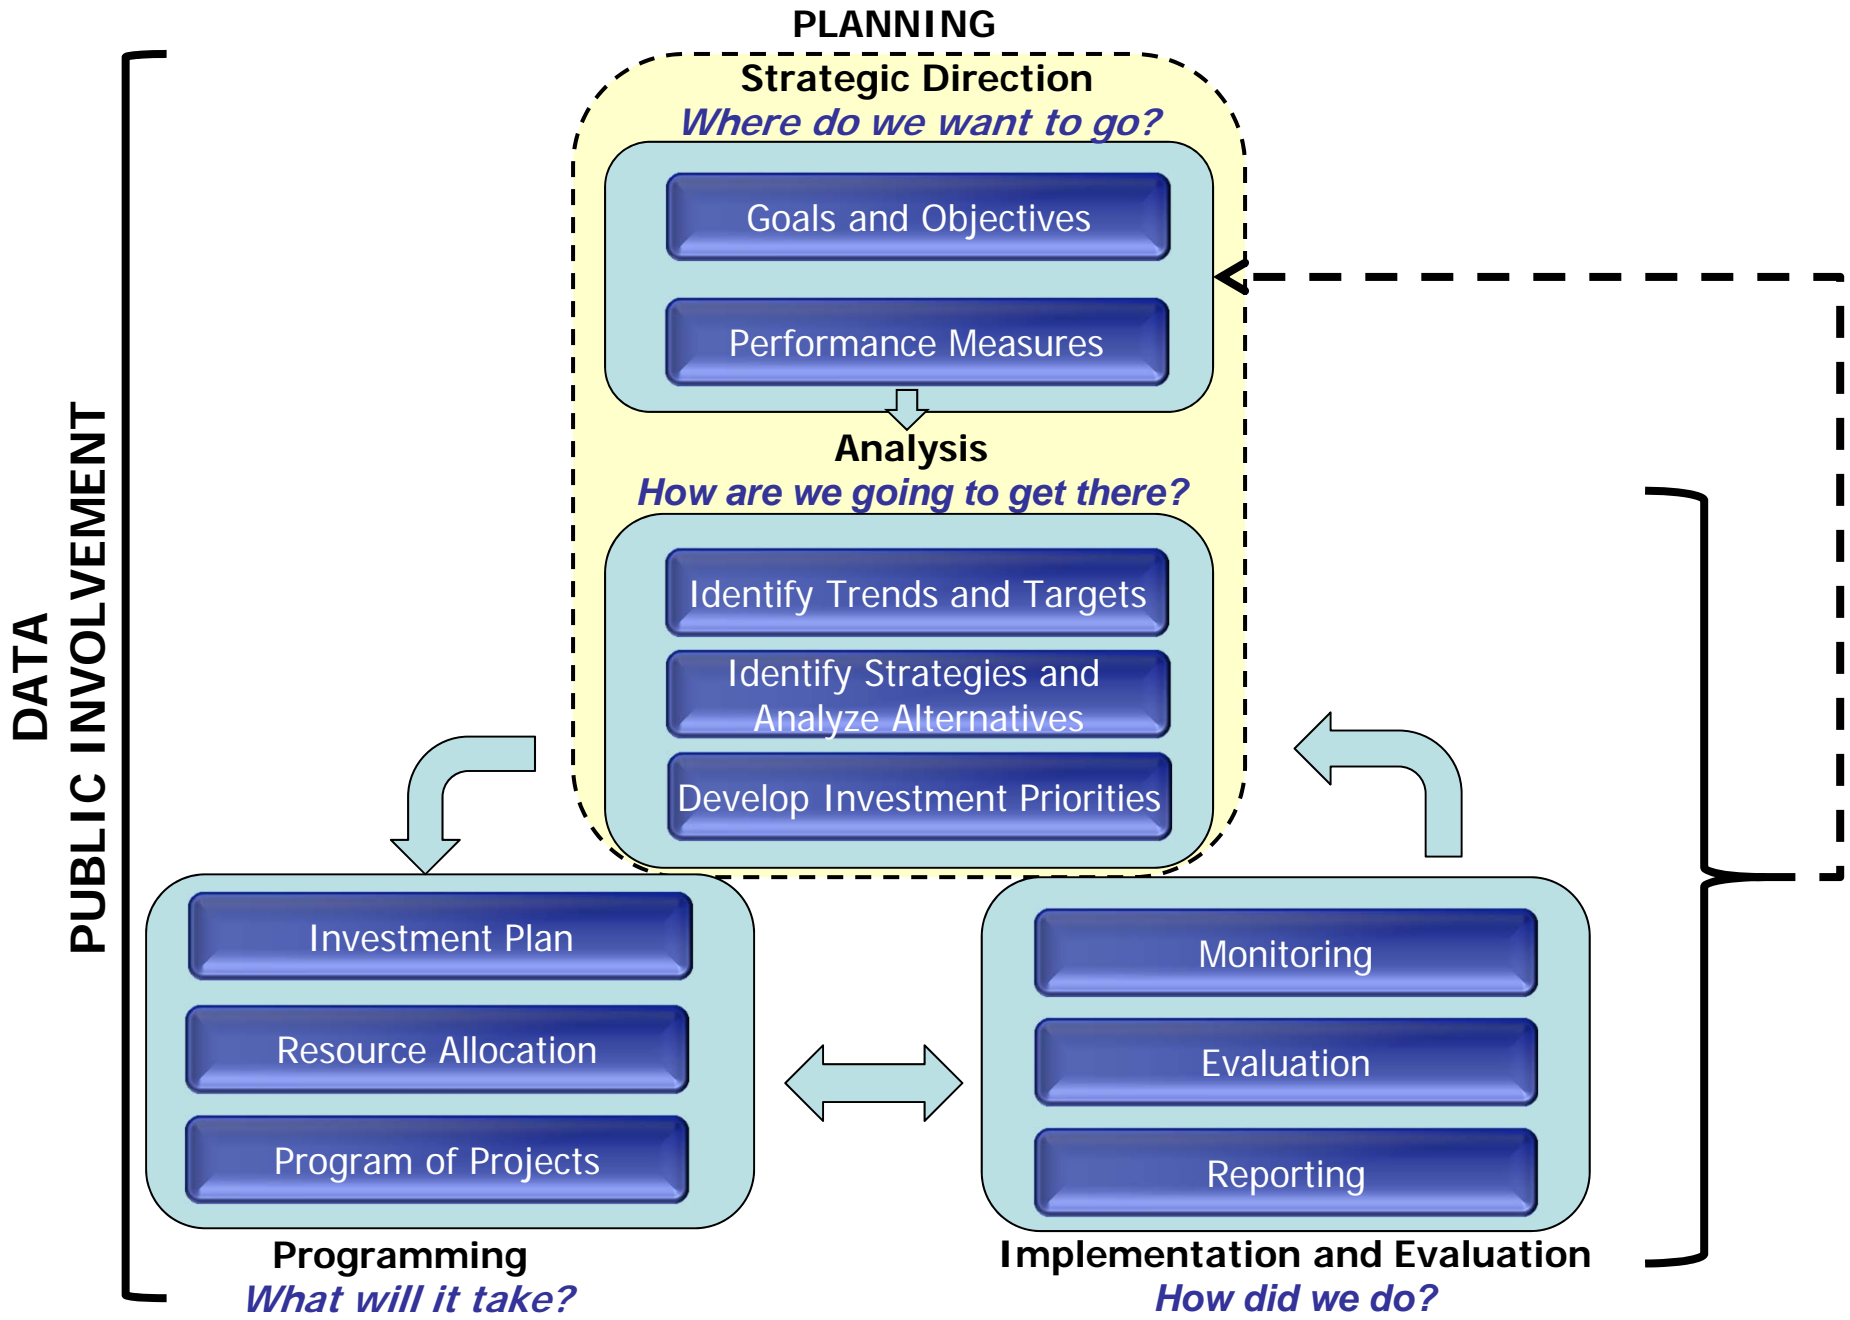 PLANNING
Strategic Direction
Where do we want to go?
Goals and Objectives
Performance Measures
Analysis
How are we going to get there?
Identify Trends and Targets
Identify Strategies and
Analyze Alternatives
Develop Investment Priorities
DATA
PUBLIC INVOLVEMENT
Investment Plan
Resource Allocation
Program of Projects
Programming
What will it take?
Monitoring
Evaluation
Reporting
Implementation and Evaluation
How did we do?